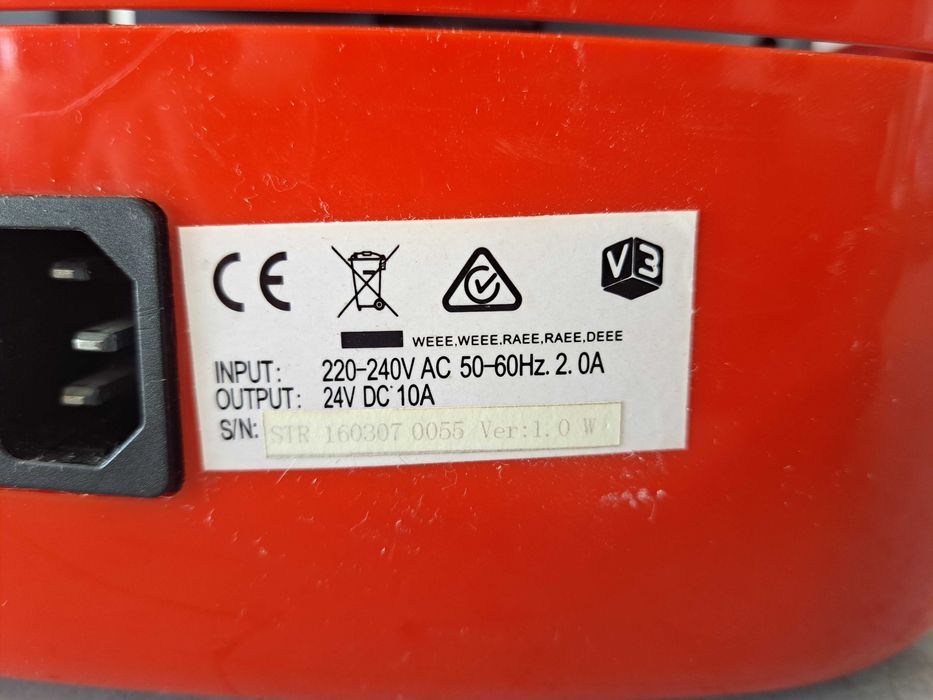 CE
V3
WEEE,WEEE.RAEE,RAEE,DEEE
INPUT: 220-240V AC 50-60Hz. 2.0A
OUTPUT: 24V DC 10A
S/N: STR 160307 0055 Ver:1.0 W